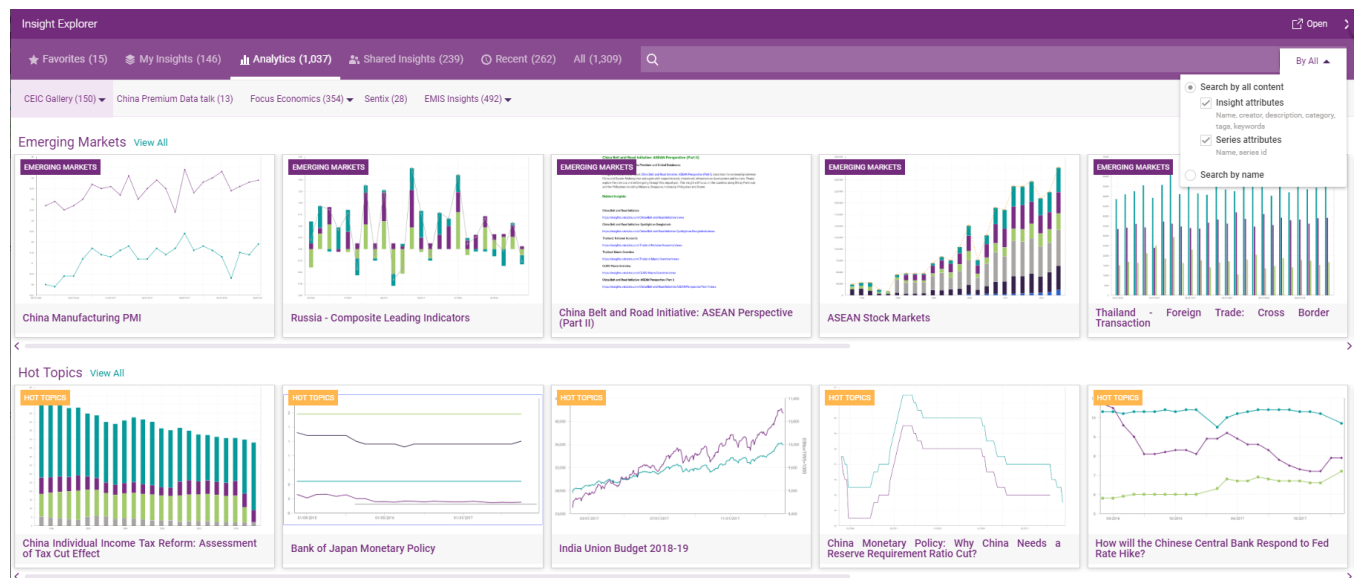 Insight Explorer
Open
Favorites (15)
My Insights (146)
Analytics (1,037)
Shared Insights (239)
Recent (262)
All (1,309)
By All
CEIC Gallery (150)
China Premium Data talk (13)
Focus Economics (354)
Sentix (28)
EMIS Insights (492)
Search by all content
Insight attributes
Name, creator, description, category,
tags, keywords
Series attributes
Name, series id
Search by name
Emerging Markets View All
EMERGING MARKETS
China Manufacturing PMI
EMERGING MARKETS
Russia - Composite Leading Indicators
EMERGING MARKETS
China Belt and Road Initiative: ASEAN Perspective
(Part II)
EMERGING MARKETS
ASEAN Stock Markets
EMERGING MARKETS
Thailand - Foreign Trade: Cross Border
Transaction
Hot Topics View All
HOT TOPICS
China Individual Income Tax Reform: Assessment
of Tax Cut Effect
HOT TOPICS
Bank of Japan Monetary Policy
HOT TOPICS
India Union Budget 2018-19
HOT TOPICS
China Monetary Policy: Why China Needs a
Reserve Requirement Ratio Cut?
HOT TOPICS
How will the Chinese Central Bank Respond to Fed
Rate Hike?